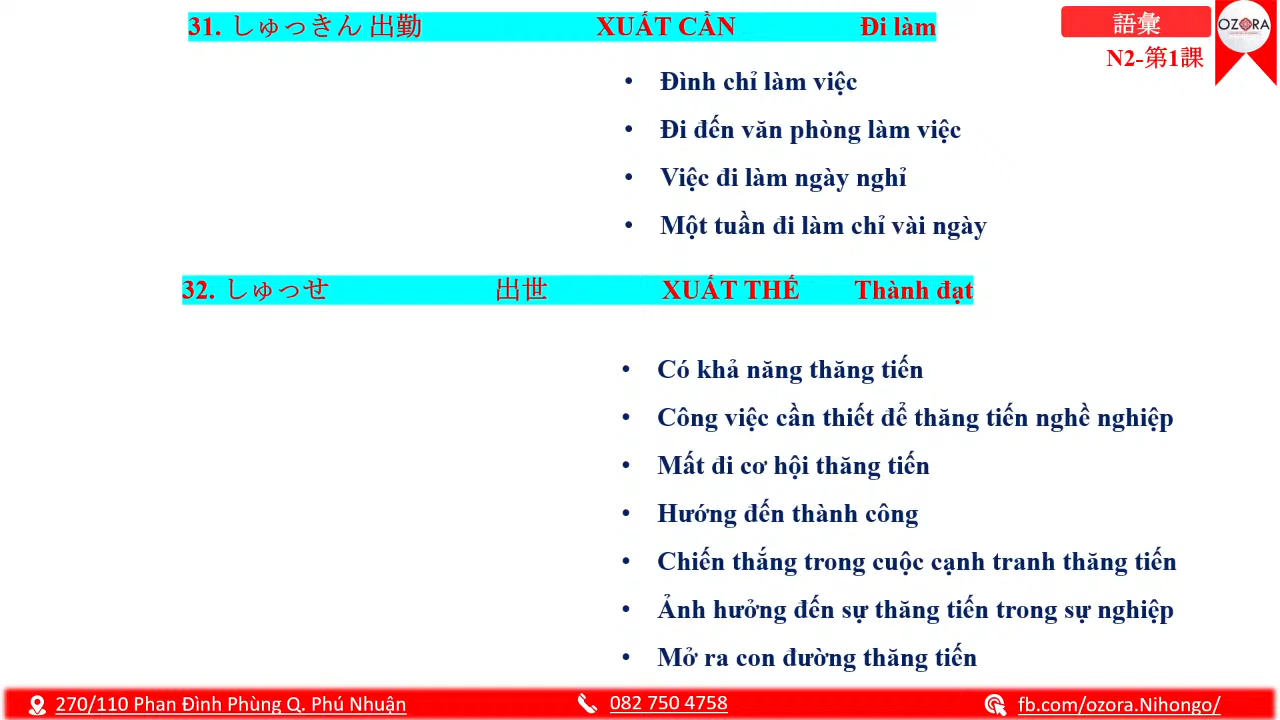 31. しゅっきん 出勤 XUẤT CẦN Đi làm
語彙
OZORA
N2-第1課
• Đình chỉ làm việc
• Đi đến văn phòng làm việc
• Việc đi làm ngày nghỉ
• Một tuần đi làm chỉ vài ngày
32. しゅっせ 出世 XUẤT THẾ Thành đạt
• Có khả năng thăng tiến
• Công việc cần thiết để thăng tiến nghề nghiệp
• Mất đi cơ hội thăng tiến
• Hướng đến thành công
• Chiến thắng trong cuộc cạnh tranh thăng tiến
• Ảnh hưởng đến sự thăng tiến trong sự nghiệp
• Mở ra con đường thăng tiến
270/110 Phan Đình Phùng Q. Phú Nhuận
082 750 4758
fb.com/ozora.Nihongo/